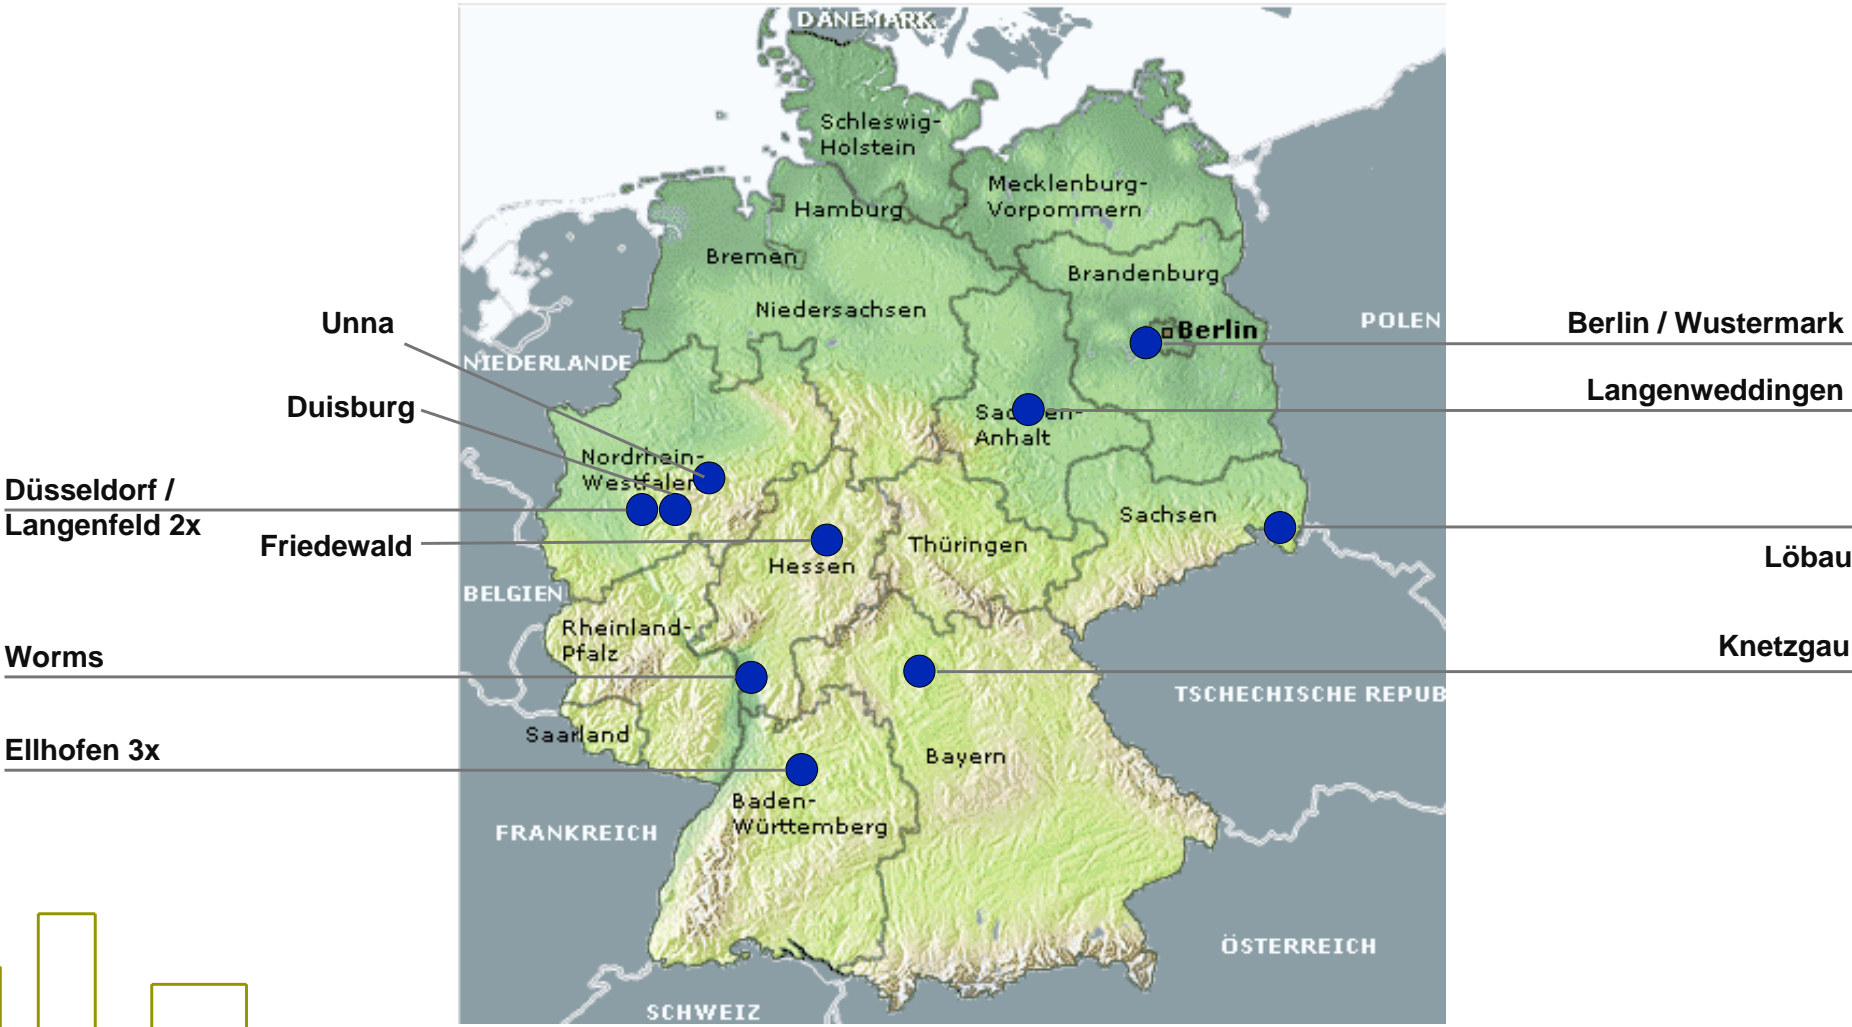 DÄNEMARK
Schleswig-
Holstein
Mecklenburg-
Vorpommern
Hamburg
Bremen
Brandenburg
Niedersachsen
Unna
POLEN
Berlin
Berlin / Wustermark
NIEDERLANDE
Langenweddingen
Duisburg
Sachsen-
Anhalt
Nordrhein-
Westfalen
Düsseldorf /
Langenfeld 2x
Sachsen
Friedewald
Thüringen
Hessen
Löbau
BELGIEN
Rheinland-
Pfalz
Knetzgau
Worms
TSCHECHISCHE REPUB
Saarland
Ellhofen 3x
Bayern
Baden-
Württemberg
FRANKREICH
ÖSTERREICH
SCHWEIZ